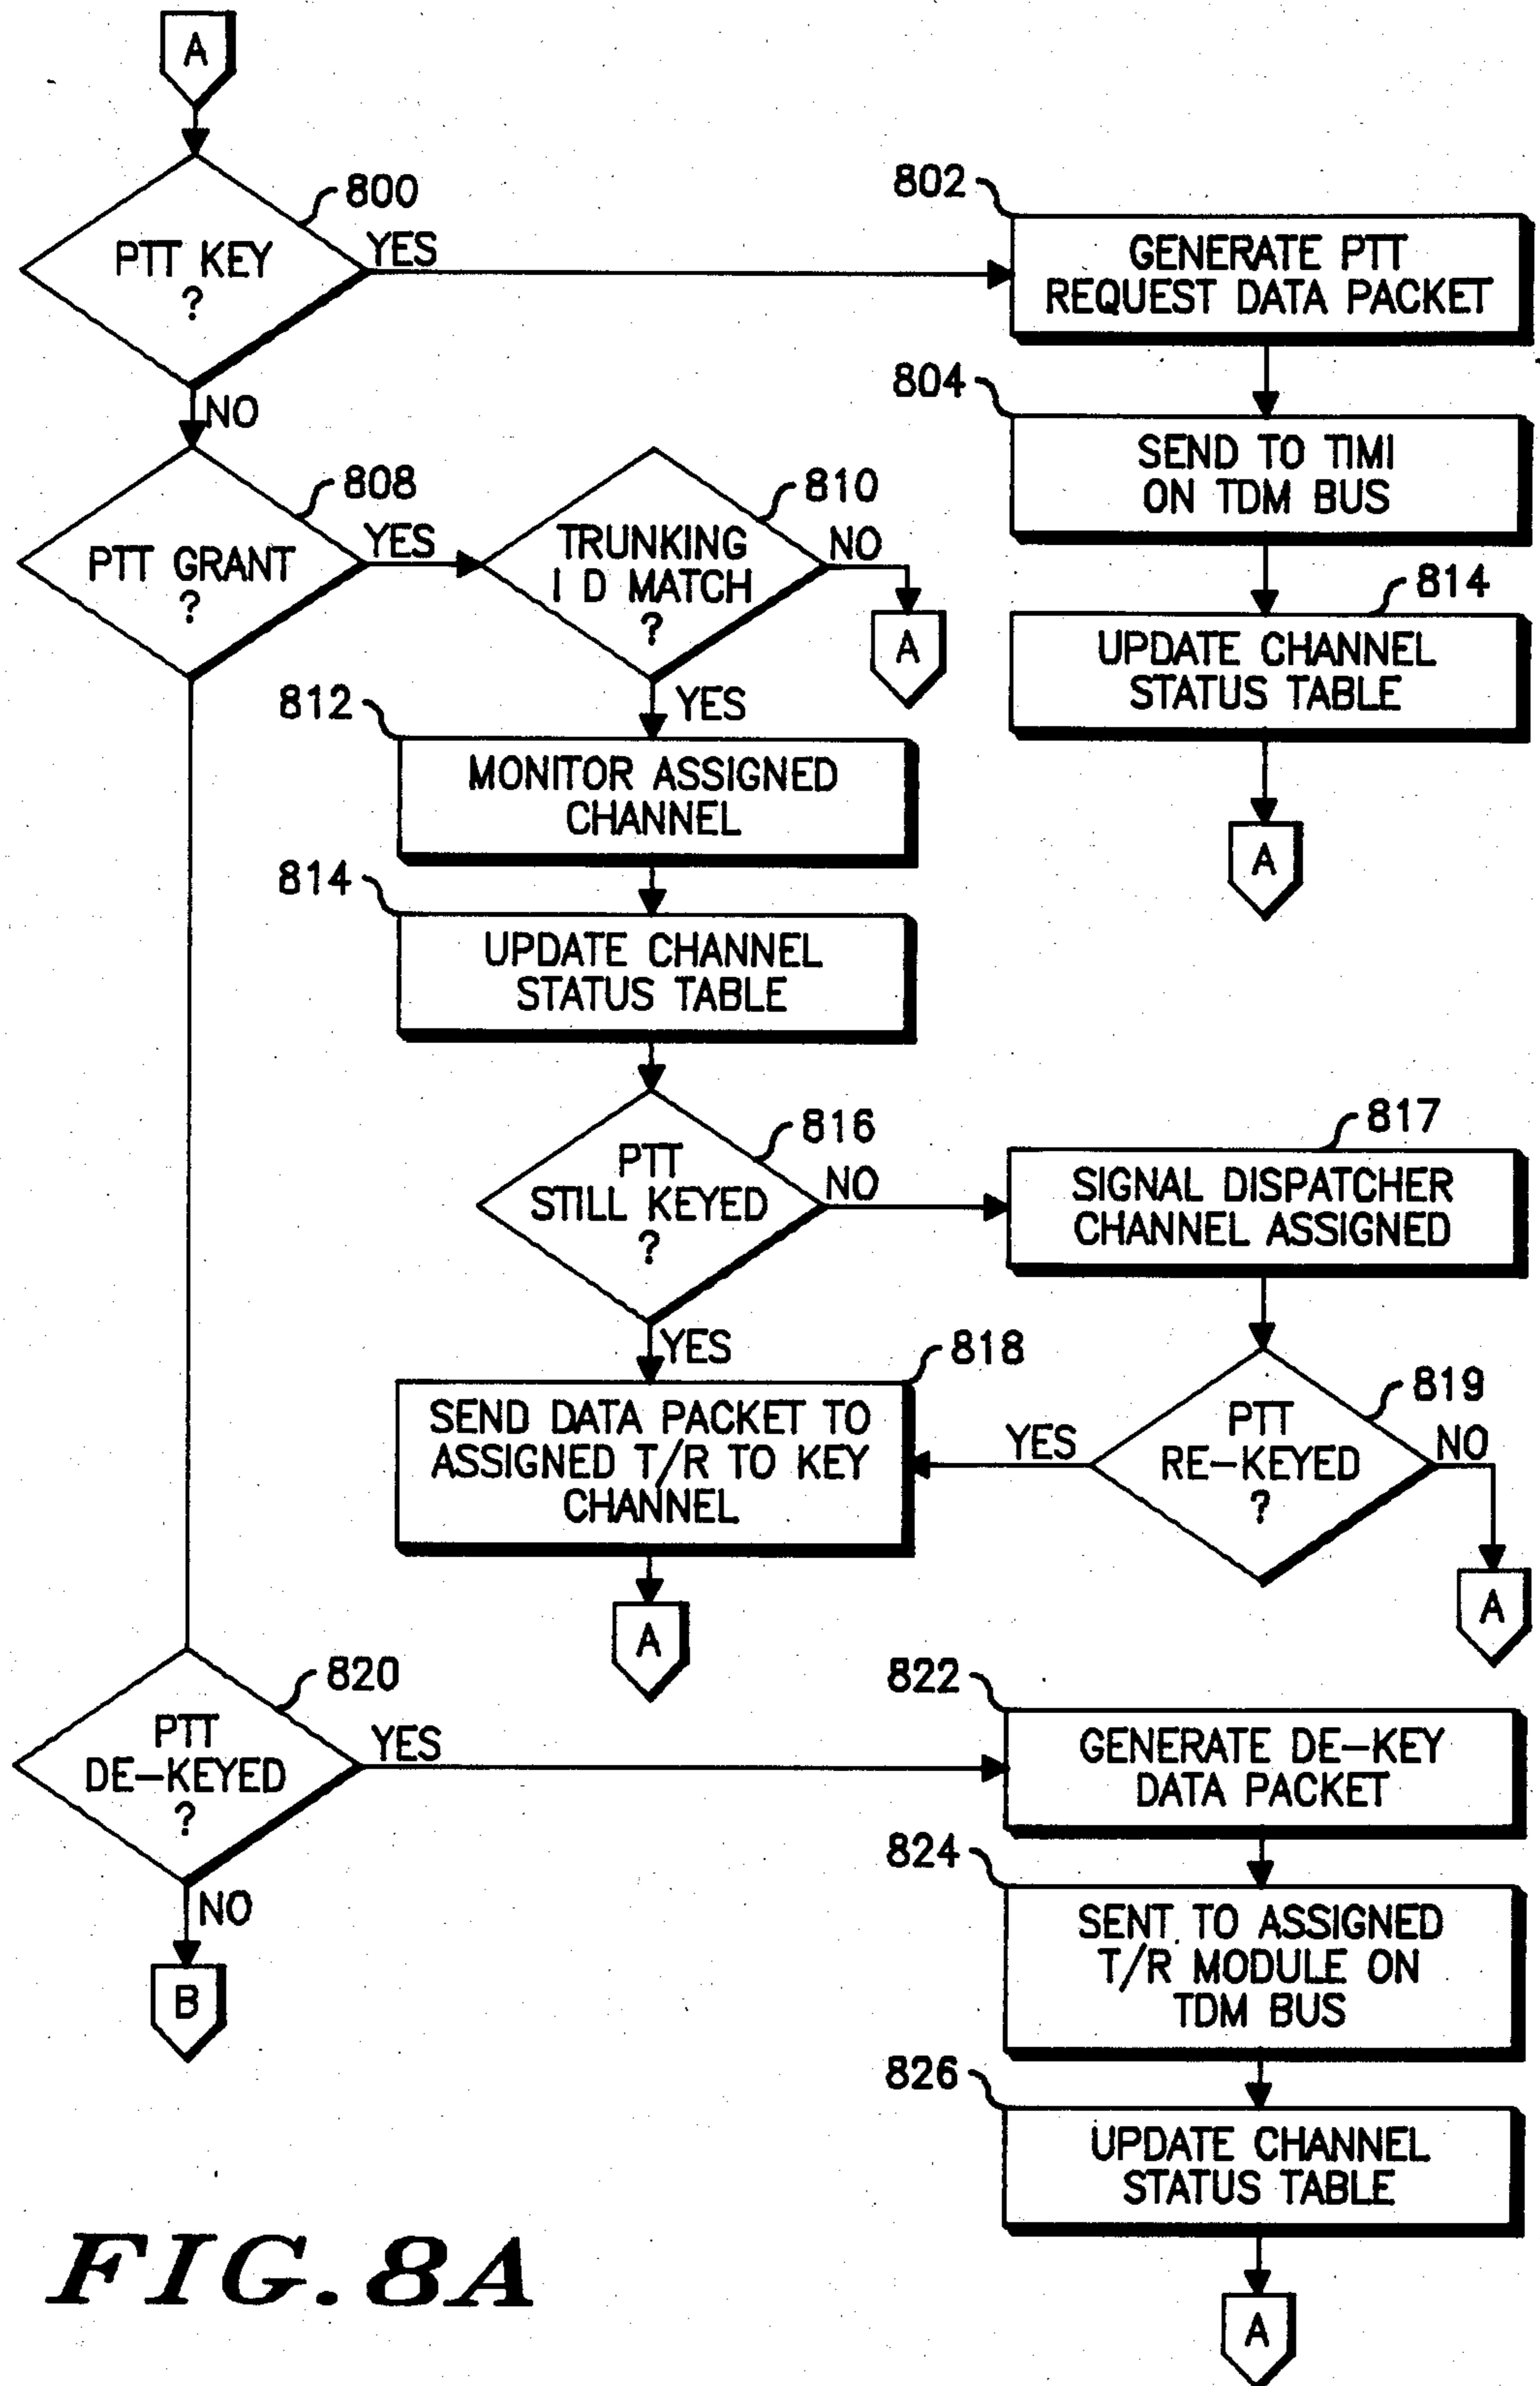 A
800
PTT KEY
?
YES
NO
802
GENERATE PTT
REQUEST DATA PACKET
804
SEND TO TIMI
ON TDM BUS
814
UPDATE CHANNEL
STATUS TABLE
A
808
PTT GRANT
?
YES
810
TRUNKING
I D MATCH
?
NO
A
YES
812
MONITOR ASSIGNED
CHANNEL
814
UPDATE CHANNEL
STATUS TABLE
816
PTT
STILL KEYED
?
NO
817
SIGNAL DISPATCHER
CHANNEL ASSIGNED
YES
818
SEND DATA PACKET TO
ASSIGNED T/R TO KEY
CHANNEL
A
819
PTT
RE-KEYED
?
YES
NO
A
820
PTT
DE-KEYED
?
YES
NO
B
822
GENERATE DE-KEY
DATA PACKET
824
SENT TO ASSIGNED
T/R MODULE ON
TDM BUS
826
UPDATE CHANNEL
STATUS TABLE
A
FIG. 8A